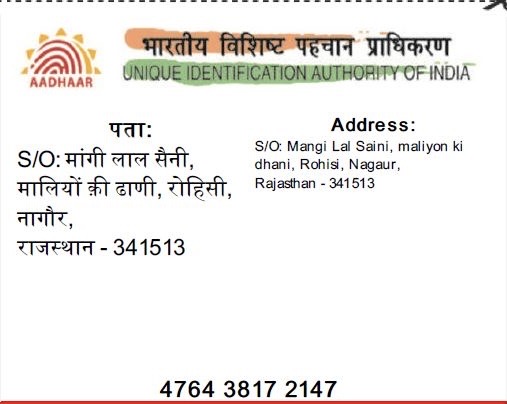 भारतीय विशिष्ट पहचान प्राधिकरण
UNIQUE IDENTIFICATION AUTHORITY OF INDIA
AADHAAR
पता:
S/O: मांगी लाल सैनी,
मालियों क़ी ढाणी, रोहिसी,
नागौर,
राजस्थान - 341513
Address:
S/O: Mangi Lal Saini, maliyon ki
dhani, Rohisi, Nagaur,
Rajasthan - 341513
4764 3817 2147